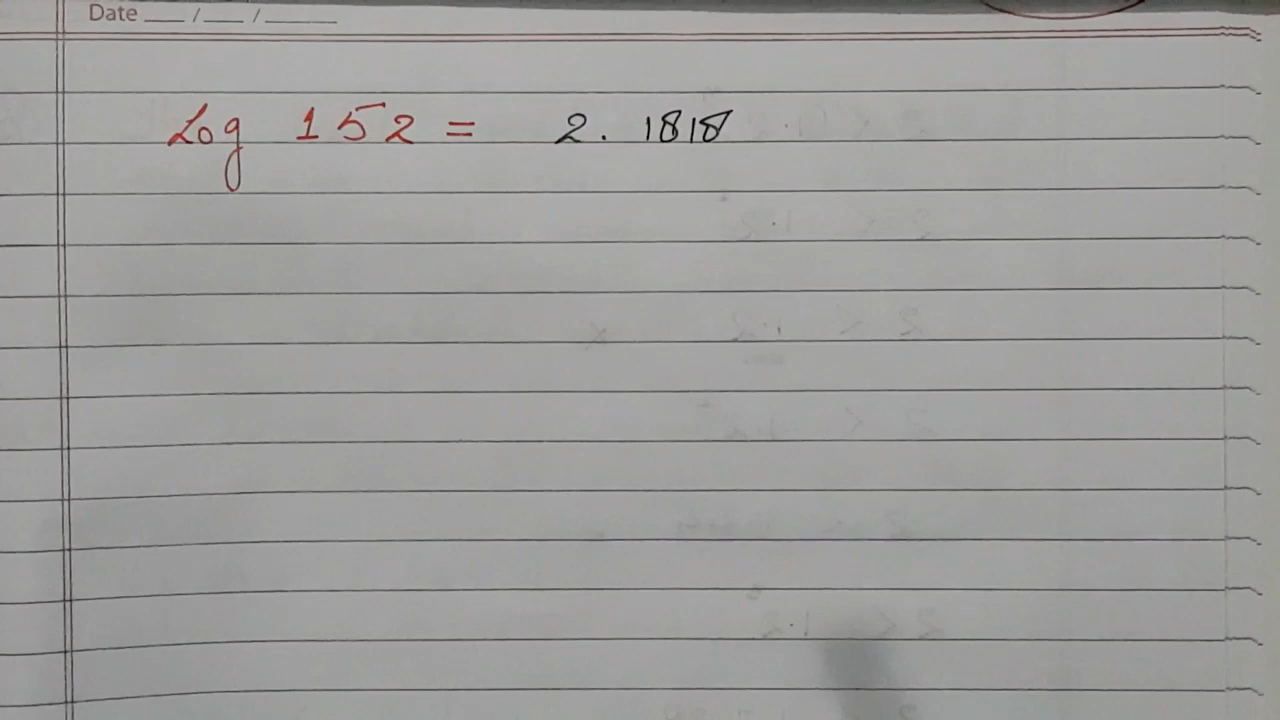 Date ___ / ___ / ______
Log 152 = 2.1818